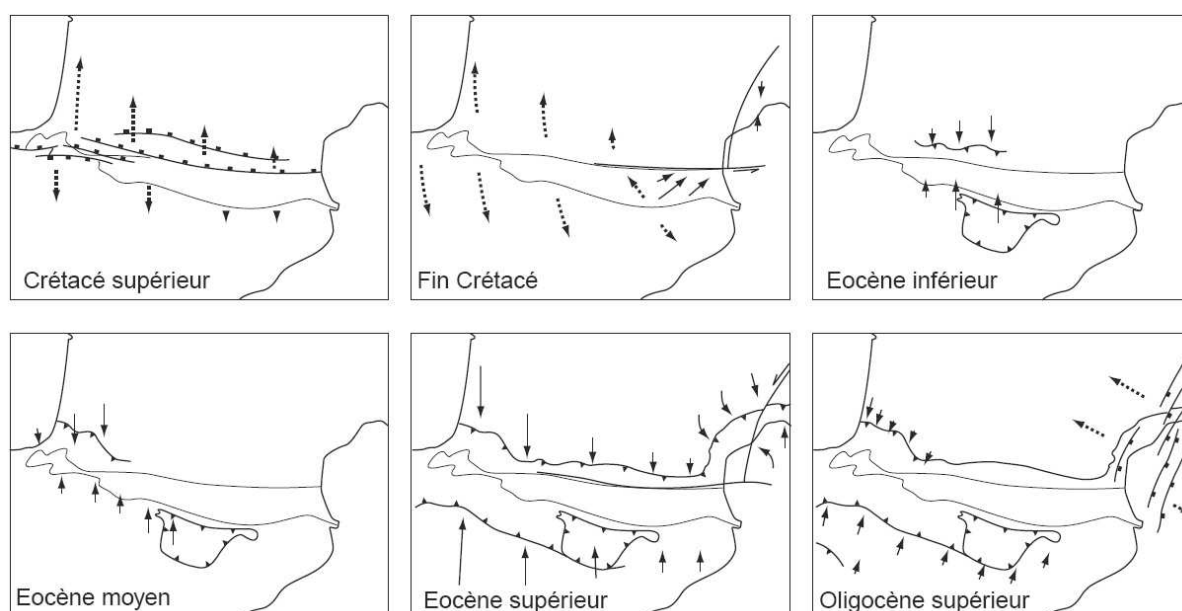 Crétacé supérieur
Fin Crétacé
Eocène inférieur
Eocène moyen
Eocène supérieur
Oligocène supérieur